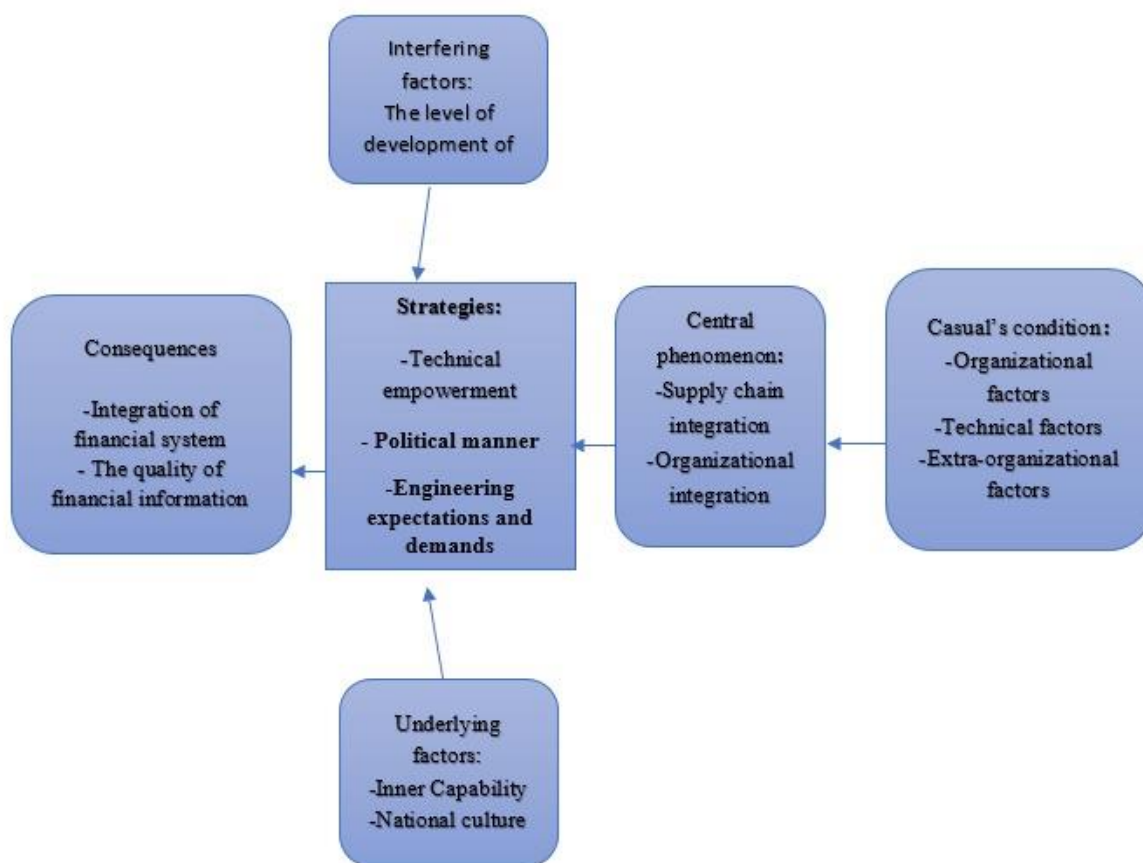 Interfering
factors:
The level of
development of
Consequences
-Integration of
financial system
- The quality of
financial information
Strategies:
-Technical
empowerment
- Political manner
-Engineering
expectations and
demands
Central
phenomenon:
-Supply chain
integration
-Organizational
integration
Casual’s condition:
-Organizational
factors
-Technical factors
-Extra-organizational
factors
Underlying
factors:
-Inner Capability
-National culture